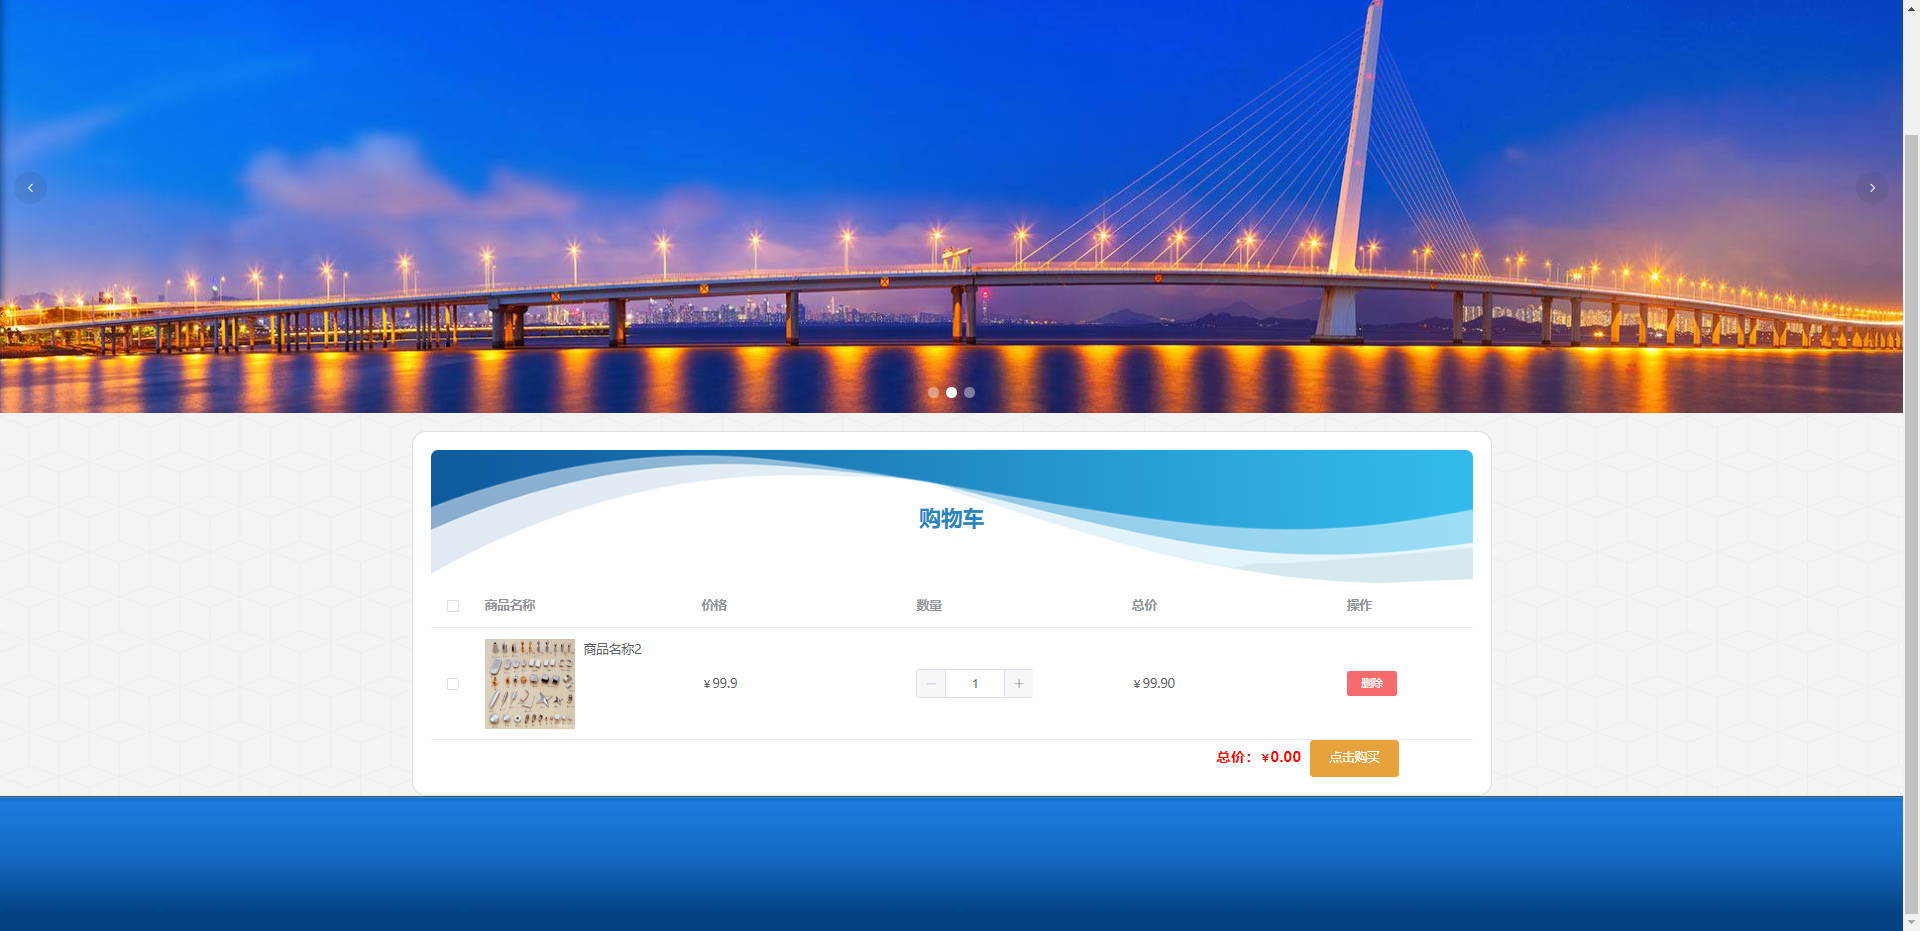 购物车
商品名称 价格 数量 总价 操作
商品名称2
¥99.9 1 ¥99.90 删除
总价：¥0.00 点击购买